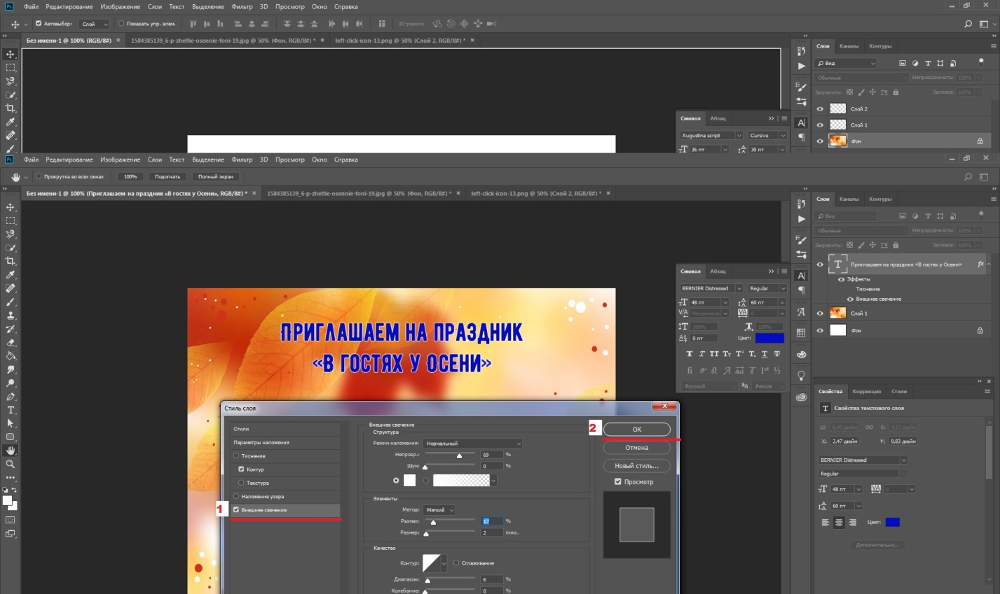 Ps Файл Редактирование Изображение Слои Текст Выделение Фильтр 3D Просмотр Окно Справка
Автовыбор: Слой Показать упр. элем. 3D-режим:
Без имени-1 @ 100% (RGB/8#) × 1584385139_6-p-zheltie-osennie-foni-19.jpg @ 50% (Фон, RGB/8#) * × left-click-icon-13.png @ 50% (Слой 2, RGB/8#) * ×
Слои Каналы Контуры
Вид
Обычные Непрозрачность: 100%
Закрепить: Заливка: 100%
Слой 2
Слой 1
Фон
Символ Абзац
Augustina script Cursive
36 пт 30 пт
Ps Файл Редактирование Изображение Слои Текст Выделение Фильтр 3D Просмотр Окно Справка
Прокрутка во всех окнах 100% Подогнать Полный экран
Без имени-1 @ 100% (Приглашаем на праздник «В гостях у Осени», RGB/8#) * × 1584385139_6-p-zheltie-osennie-foni-19.jpg @ 50% (Фон, RGB/8#) * × left-click-icon-13.png @ 50% (Слой 2, RGB/8#) * ×
Слои Каналы Контуры
Вид
Обычные Непрозрачность: 100%
Закрепить: Заливка: 100%
Приглашаем на праздник «В гостях у Осени» fx
Эффекты
Тиснение
Внешнее свечение
Слой 1
Фон
Символ Абзац
BERNIER Distressed Regular
48 пт 60 пт
Метрически 0
100% 100%
0 пт Цвет:
Русский Резкое
ПРИГЛАШАЕМ НА ПРАЗДНИК
«В ГОСТЯХ У ОСЕНИ»
Свойства Коррекция Стили
Свойства текстового слоя
Ш: 6,47 дюйм В: 1,57 дюйм
X: 2,47 дюйм Y: 0,83 дюйм
BERNIER Distressed
Regular
48 пт 0
60 пт
Цвет:
Дополнительно...
Стиль слоя
Стили
Параметры наложения
Тиснение
Контур
Текстура
Наложение узора
1 Внешнее свечение
Внешнее свечение
Структура
Режим наложения: Нормальный
Непрозр.: 69 %
Шум: 0 %
Элементы
Метод: Мягкий
Размах: 17 %
Размер: 2 пикс.
Качество
Контур: Сглаживание
Диапазон: 6 %
Колебание: 0 %
2 ОК
Отмена
Новый стиль...
Просмотр